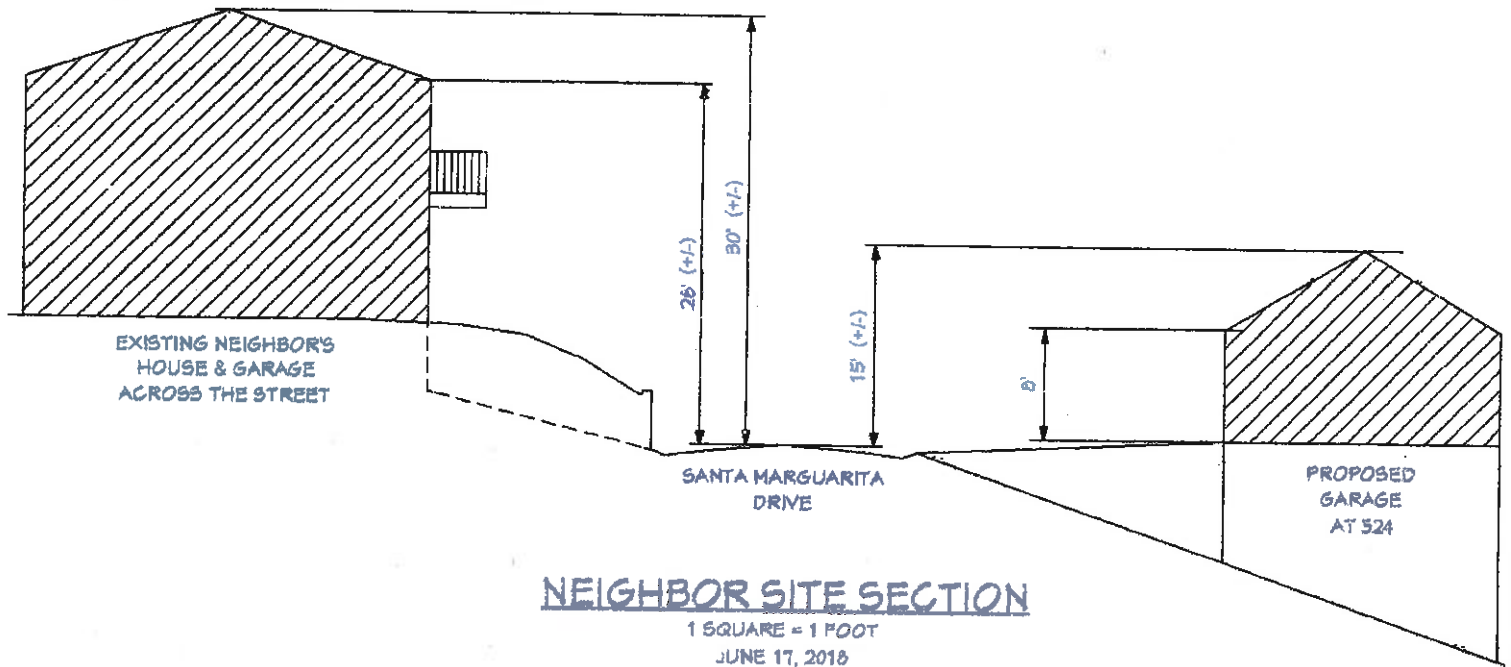 30' (+/-)
25' (+/-)
15' (+/-)
8'
EXISTING NEIGHBOR'S
HOUSE & GARAGE
ACROSS THE STREET
SANTA MARGUARITA
DRIVE
PROPOSED
GARAGE
AT 524
NEIGHBOR SITE SECTION
1 SQUARE = 1 FOOT
JUNE 17, 2018